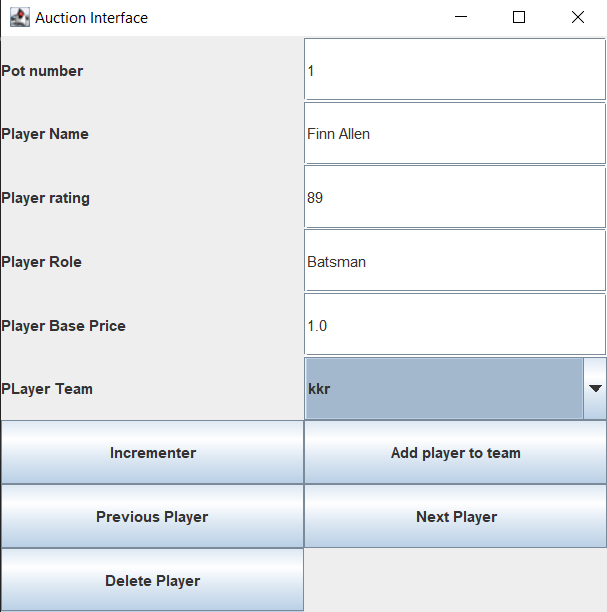 Auction Interface
Pot number 1
Player Name Finn Allen
Player rating 89
Player Role Batsman
Player Base Price 1.0
PLayer Team kkr
Incrementer Add player to team
Previous Player Next Player
Delete Player